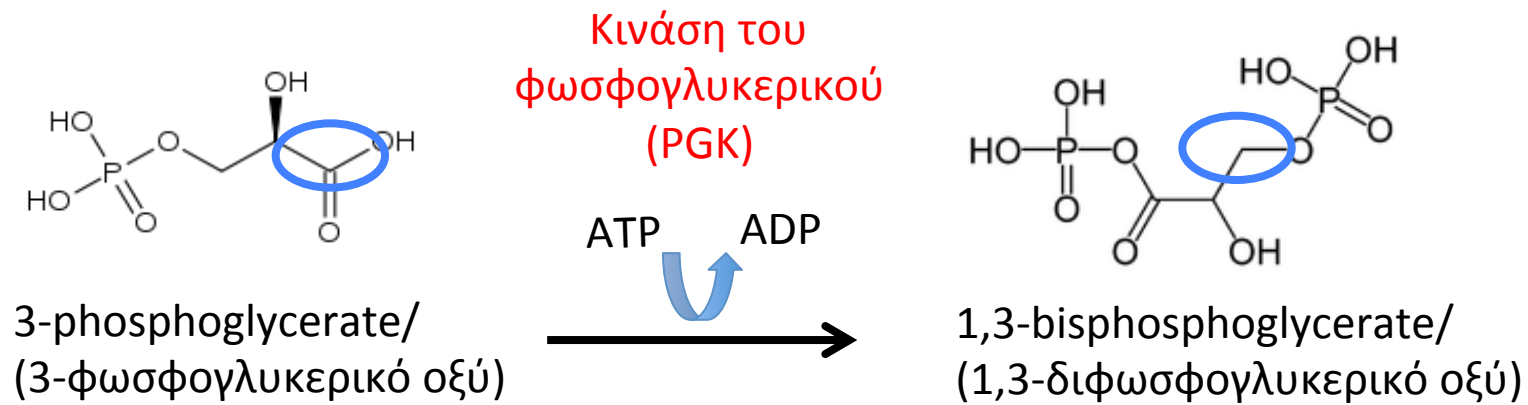 Κινάση του
φωσφογλυκερικού
(PGK)
OH
HO
O
OH
P
HO
O
O
ATP ADP
OH
HO
OH
P
O
O
HO
P
O
O
O
OH
3-phosphoglycerate/
(3-φωσφογλυκερικό οξύ)
1,3-bisphosphoglycerate/
(1,3-διφωσφογλυκερικό οξύ)